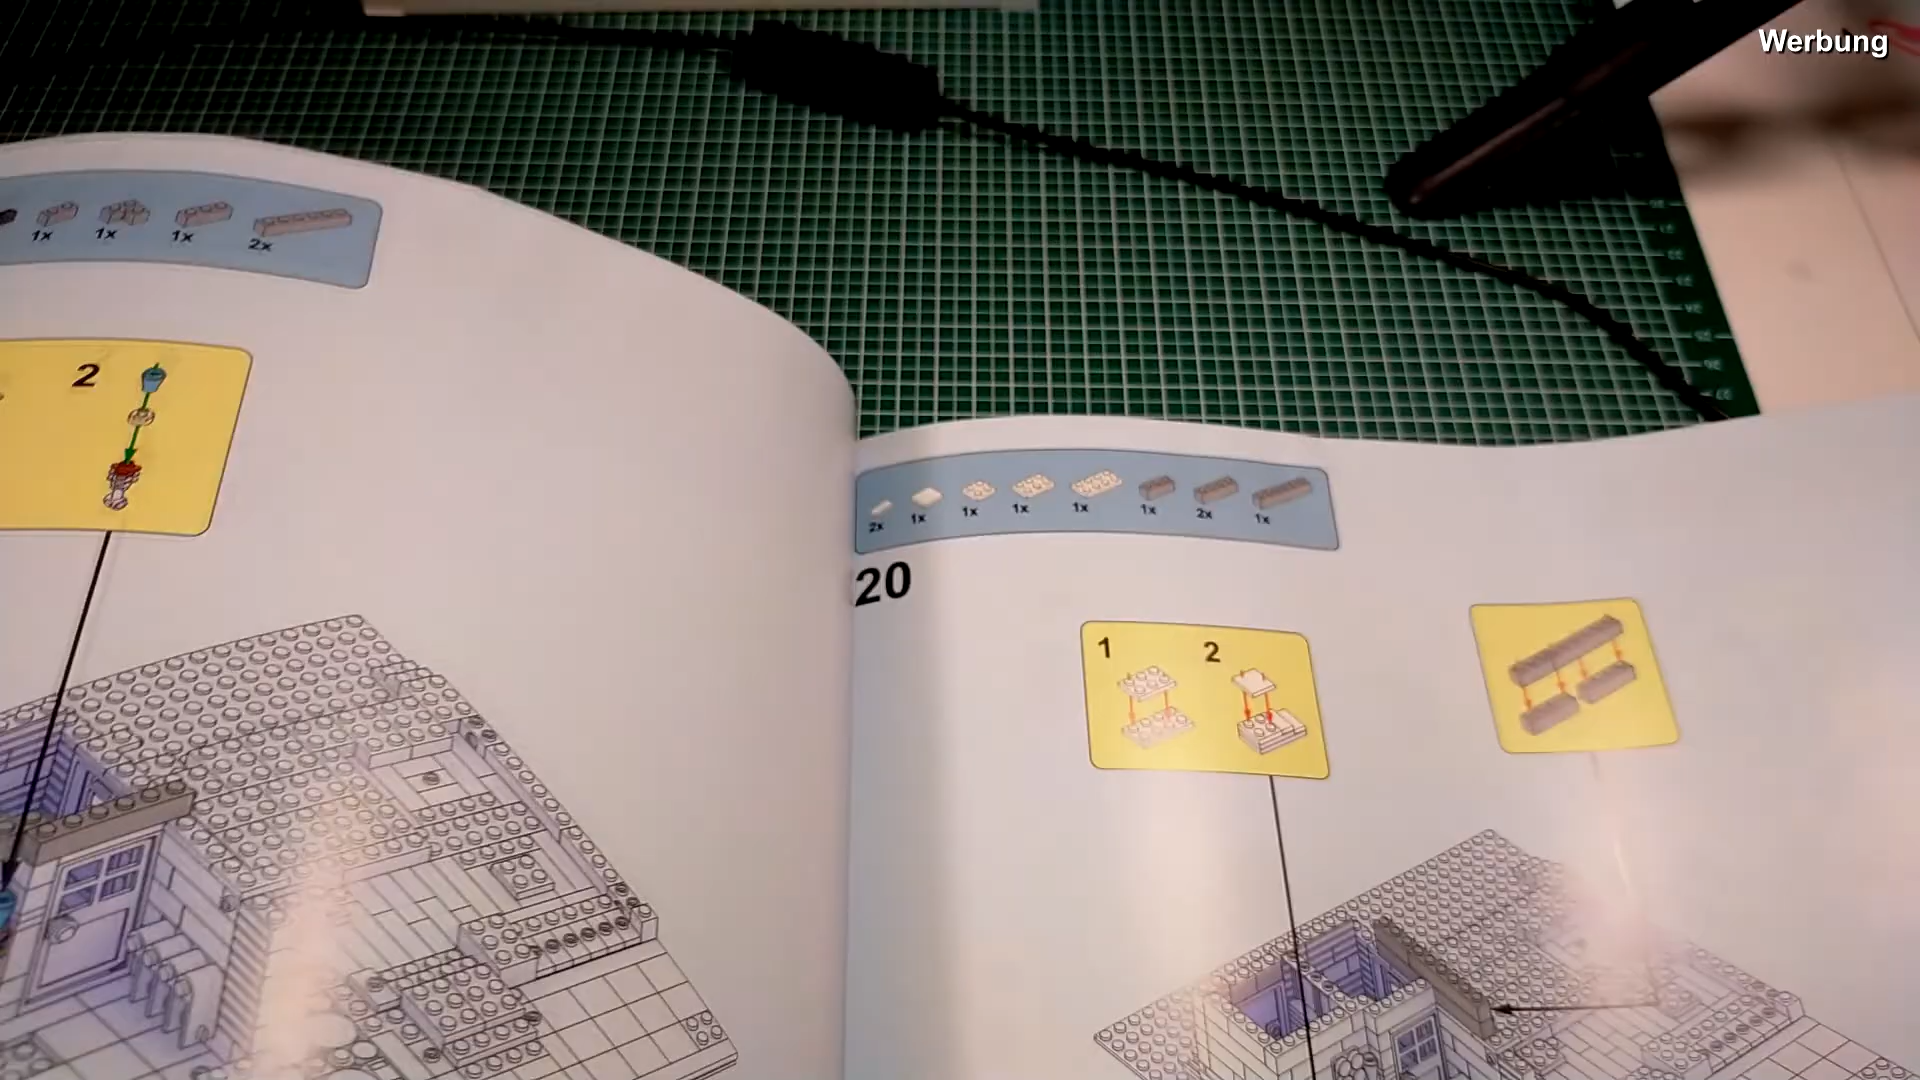 Werbung
1x 1x 1x 2x
2
2x 1x 1x 1x 1x 1x 2x 1x
20
1 2